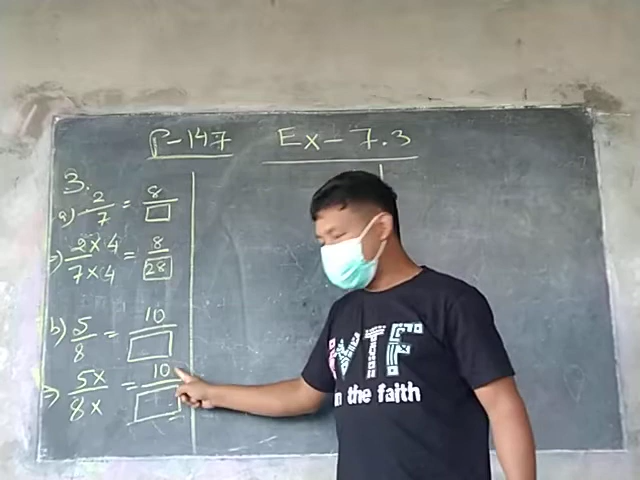 P-147 Ex-7.3
3.
a) 2/7 = 8/□
⇒) 2×4/7×4 = 8/28
b) 5/8 = 10/□
⇒) 5×/8× = 10/□
VTF
in the faith